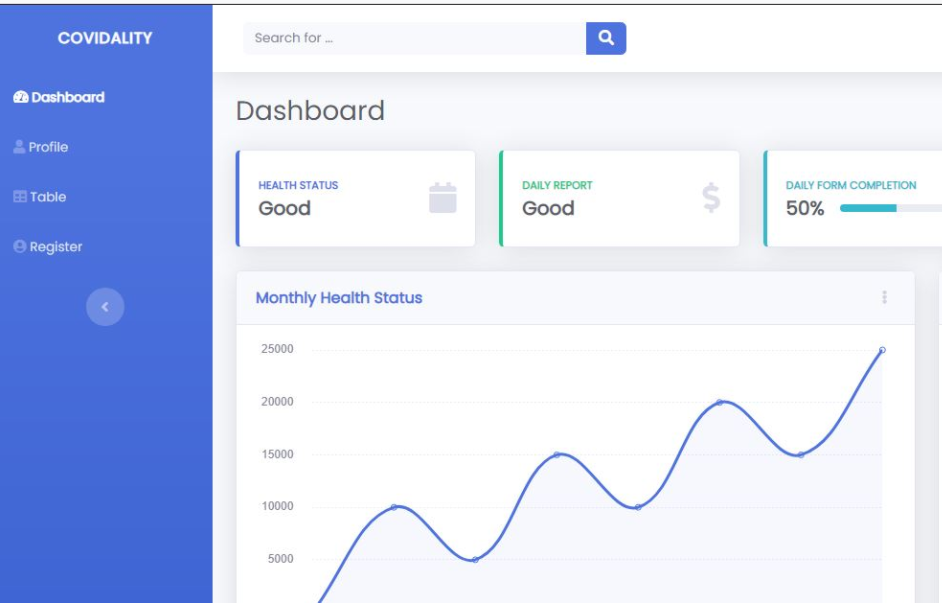 COVIDALITY
Search for ...
Dashboard
Profile
Table
Register
Dashboard
HEALTH STATUS
Good
DAILY REPORT
Good
DAILY FORM COMPLETION
50%
Monthly Health Status
25000
20000
15000
10000
5000